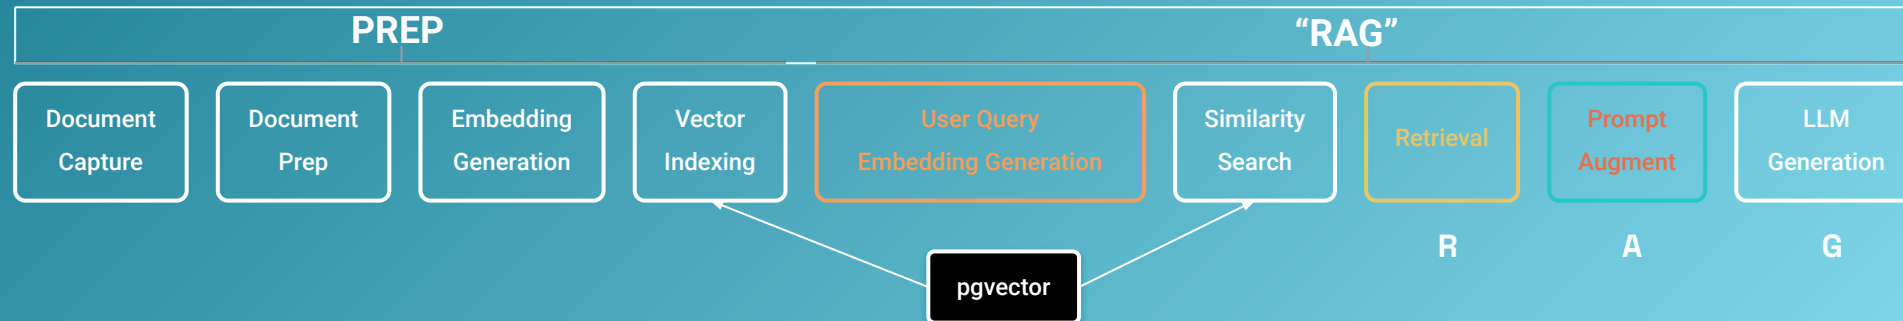 PREP
“RAG”
Document
Capture
Document
Prep
Embedding
Generation
Vector
Indexing
User Query
Embedding Generation
Similarity
Search
Retrieval
Prompt
Augment
LLM
Generation
R
A
G
pgvector